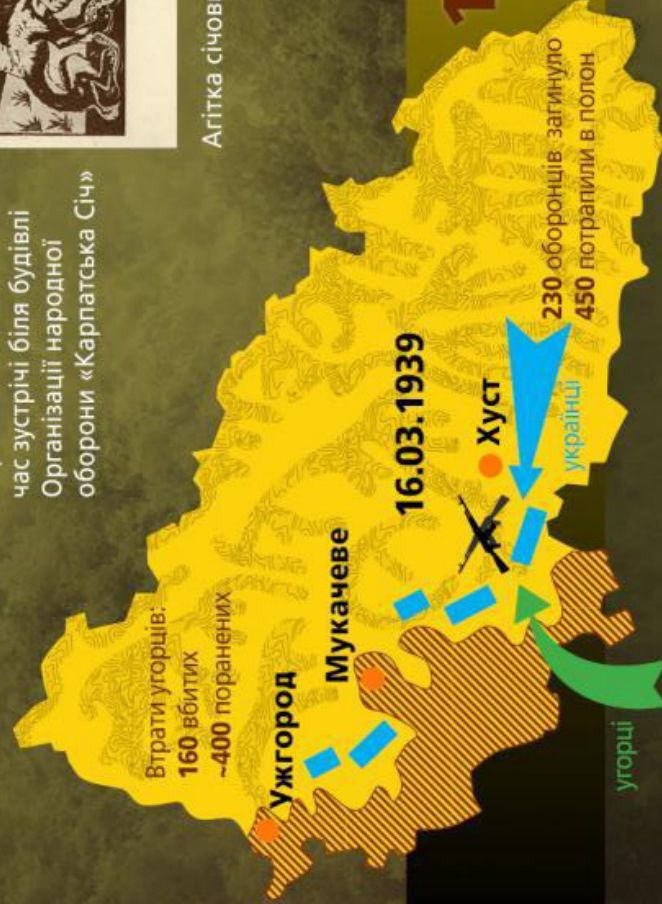 час зустрічі біля будівлі
Організації народної
оборони «Карпатська Січ»
Агітка січов
Втрати угорців:
160 вбитих
~400 поранених
Ужгород
Мукачеве
16.03.1939
Хуст
230 оборонців загинуло
450 потрапили в полон
українці
угорці
1